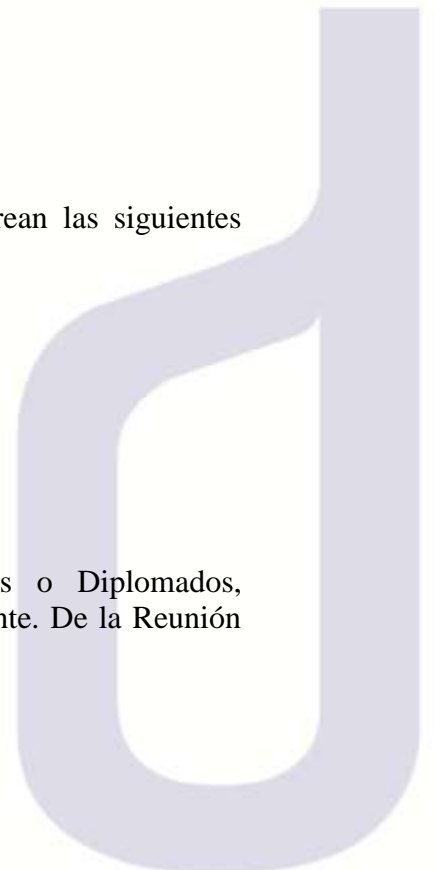 rean las siguientes
s o Diplomados,
nte. De la Reunión